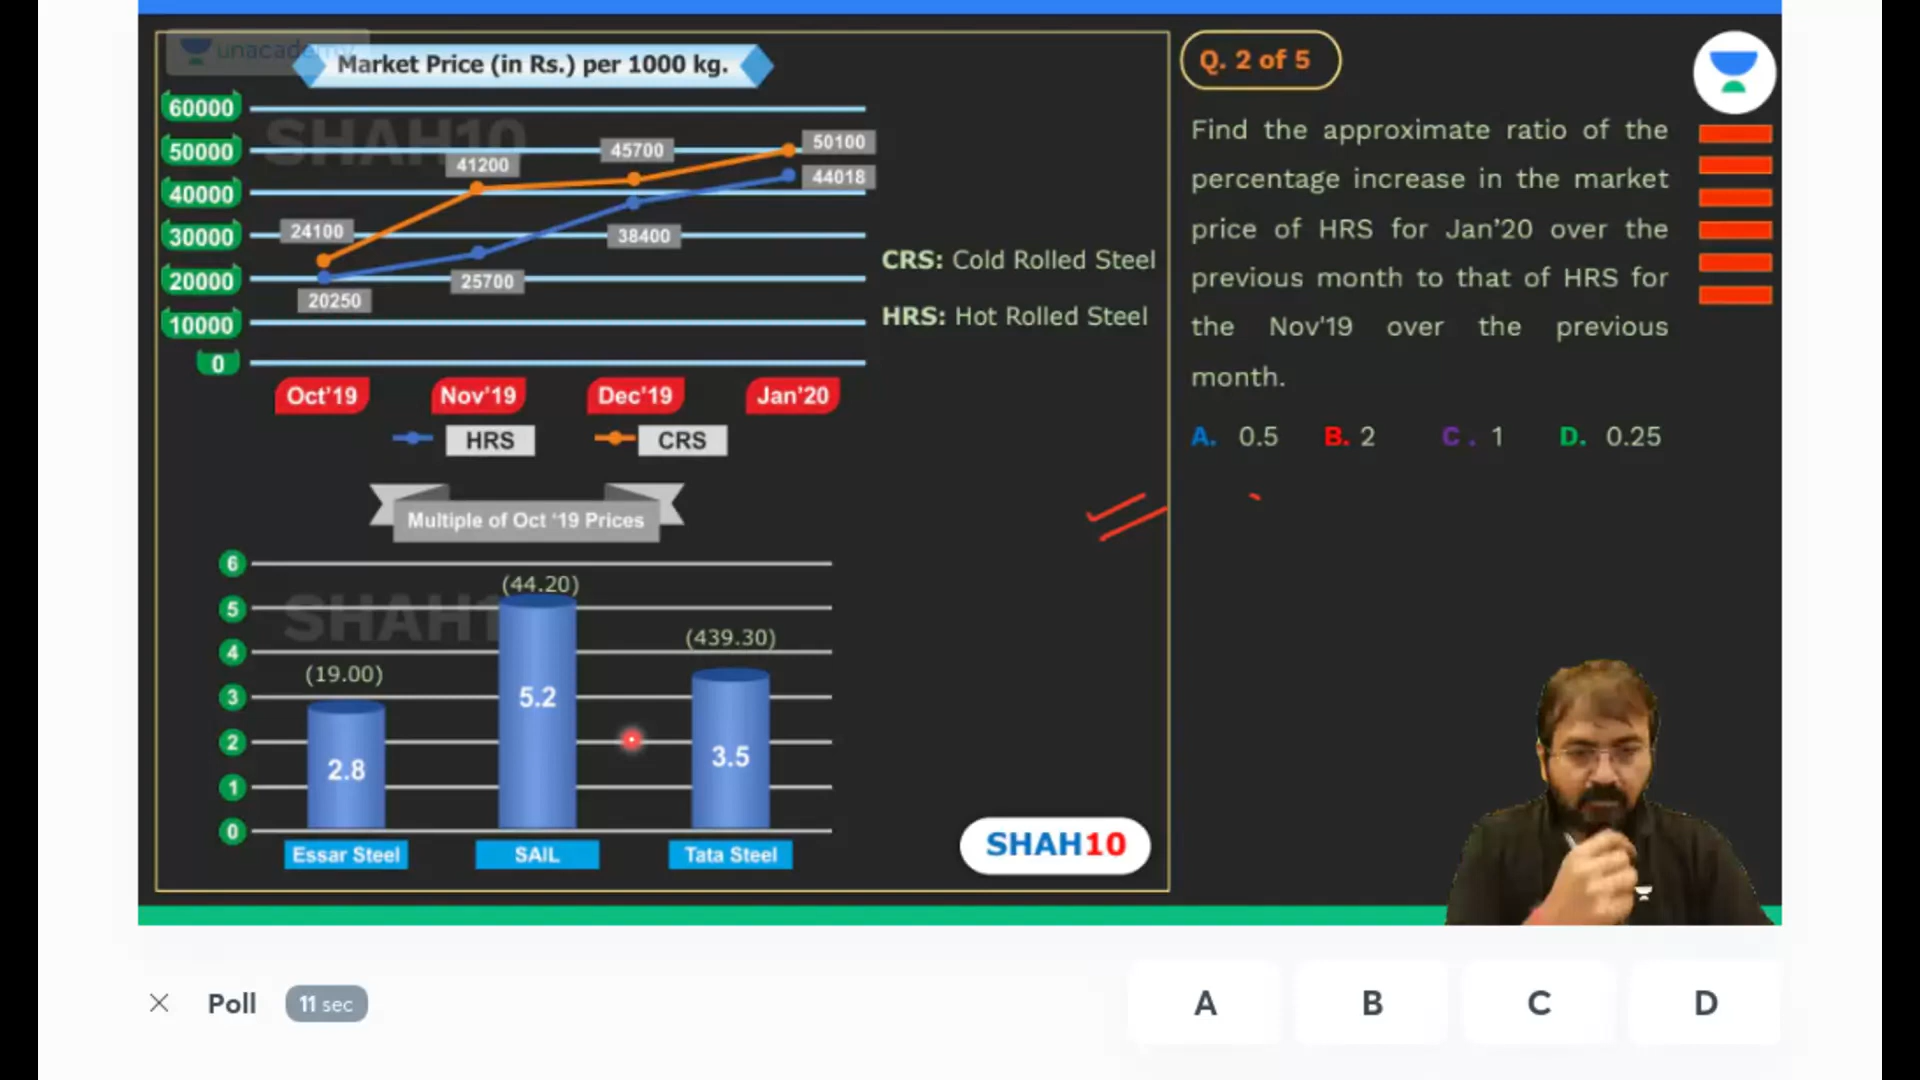 unacademy
Market Price (in Rs.) per 1000 kg.
60000
50000
40000
30000
20000
10000
0
SHAH10
24100
41200
45700
50100
44018
38400
25700
20250
CRS: Cold Rolled Steel
HRS: Hot Rolled Steel
Oct'19 Nov'19 Dec'19 Jan'20
HRS CRS
Multiple of Oct '19 Prices
6
5
4
3
2
1
0
SHAH1
(19.00) (44.20) (439.30)
2.8 5.2 3.5
Essar Steel SAIL Tata Steel
SHAH10
Q. 2 of 5
Find the approximate ratio of the
percentage increase in the market
price of HRS for Jan'20 over the
previous month to that of HRS for
the Nov'19 over the previous
month.
A. 0.5 B. 2 C. 1 D. 0.25
Poll 11 sec
A B C D